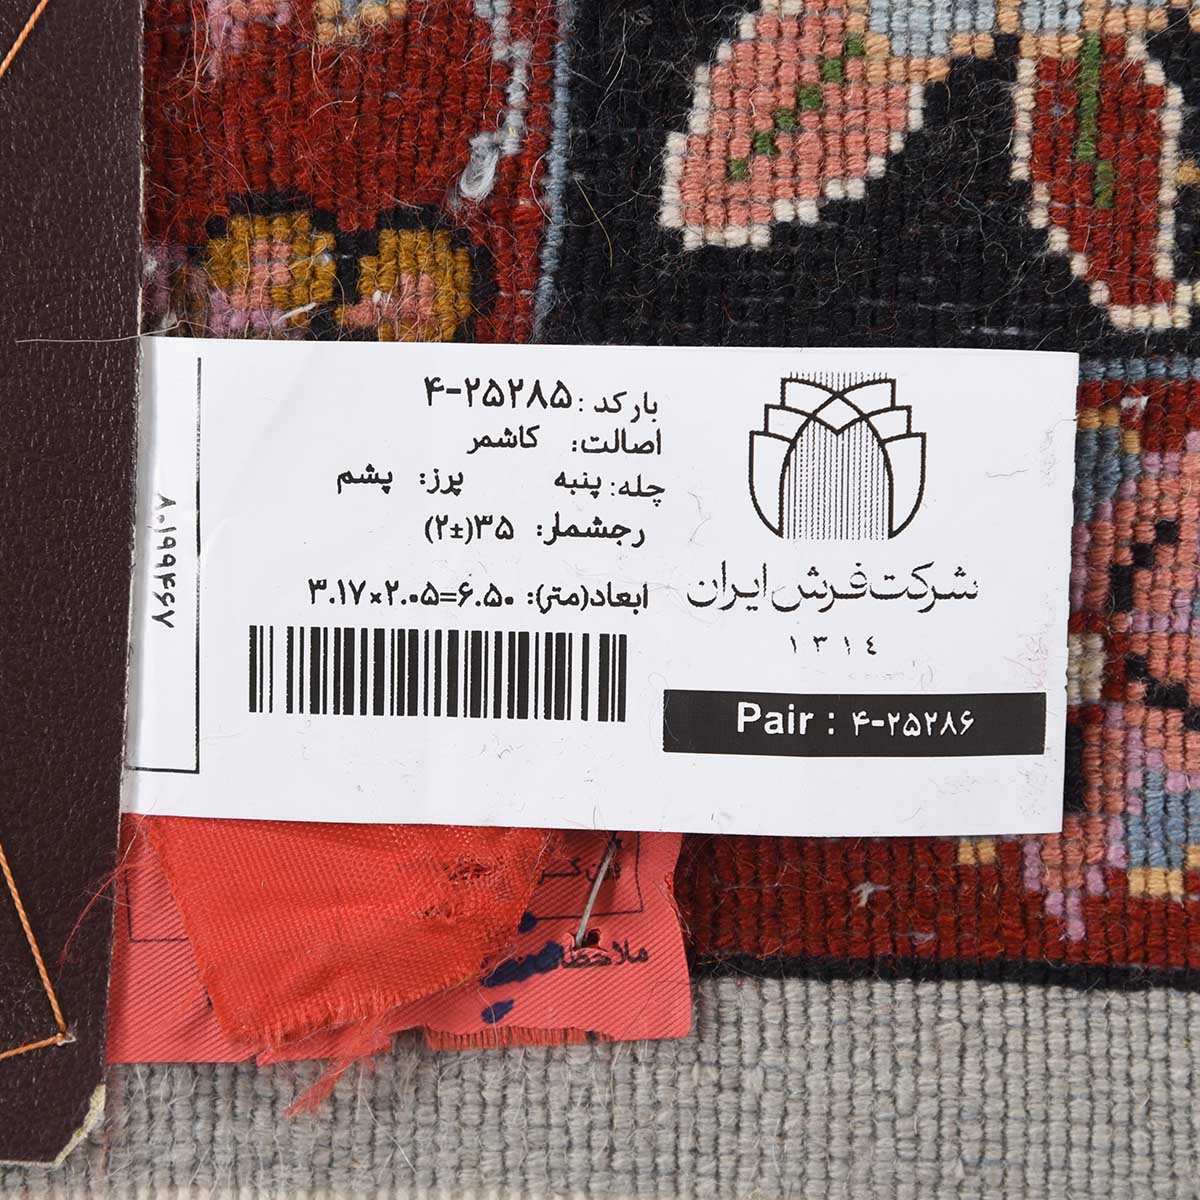 بارکد: ۴-۲۵۲۸۵
اصالت: کاشمر
چله: پنبه پرز: پشم
رجشمار: ۳۵(±۲)
ابعاد(متر): ۳.۱۷×۲.۰۵=۶.۵۰
شرکت فرش ایران
١٣١٤
Pair : ۴-۲۵۲۸۶
۸۰۱۹۹۴۶۷